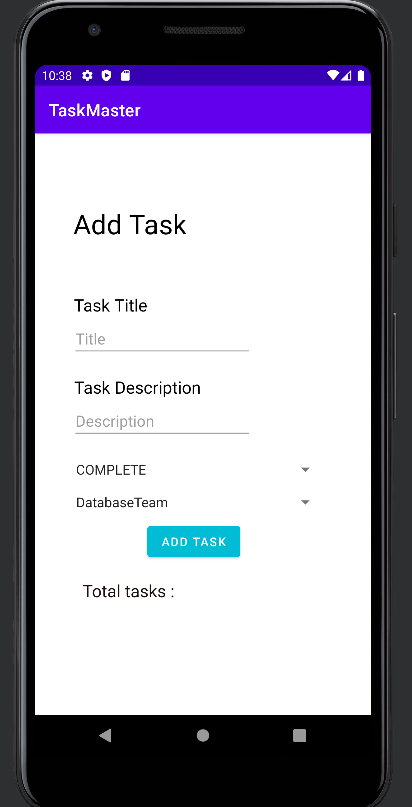 10:38
TaskMaster
Add Task
Task Title
Title
Task Description
Description
COMPLETE
DatabaseTeam
ADD TASK
Total tasks :